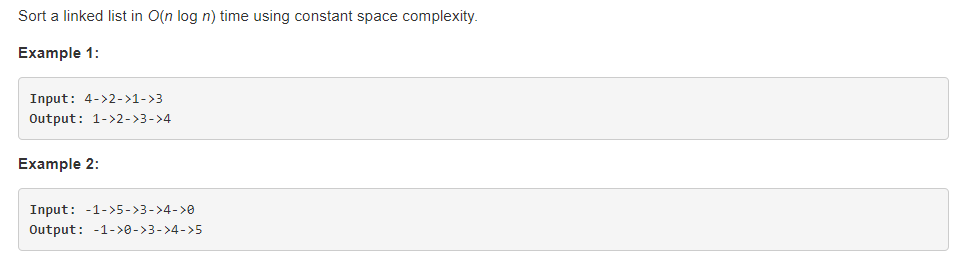 Sort a linked list in O(n log n) time using constant space complexity.
Example 1:
Input: 4->2->1->3
Output: 1->2->3->4
Example 2:
Input: -1->5->3->4->0
Output: -1->0->3->4->5